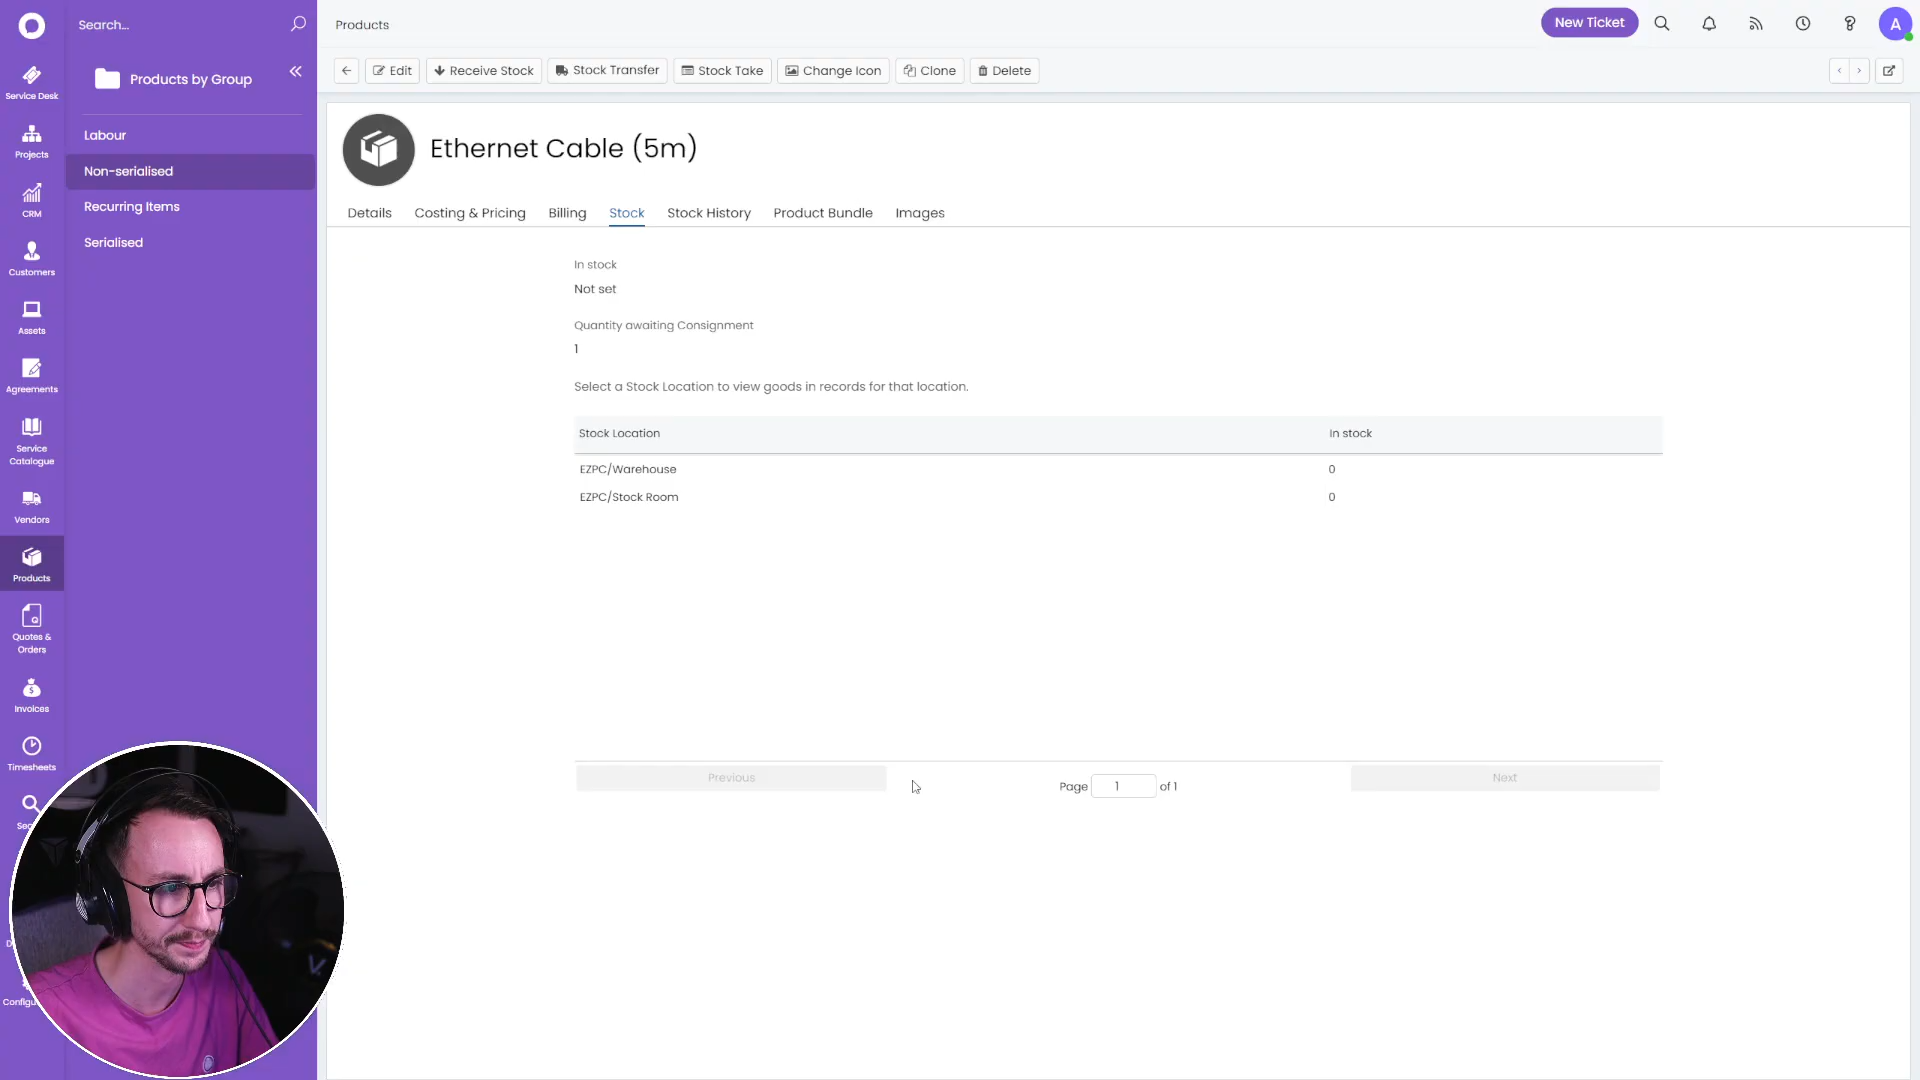 Search...
Products
New Ticket
A
Service Desk
Products by Group
Edit
Receive Stock
Stock Transfer
Stock Take
Change Icon
Clone
Delete
Labour
Projects
Non-serialised
Ethernet Cable (5m)
CRM
Recurring Items
Details
Costing & Pricing
Billing
Stock
Stock History
Product Bundle
Images
Serialised
Customers
In stock
Not set
Assets
Quantity awaiting Consignment
1
Agreements
Select a Stock Location to view goods in records for that location.
Service
Catalogue
Stock Location
In stock
EZPC/Warehouse
0
EZPC/Stock Room
0
Vendors
Products
Quotes &
Orders
Invoices
Timesheets
Previous
Page
1
of 1
Next